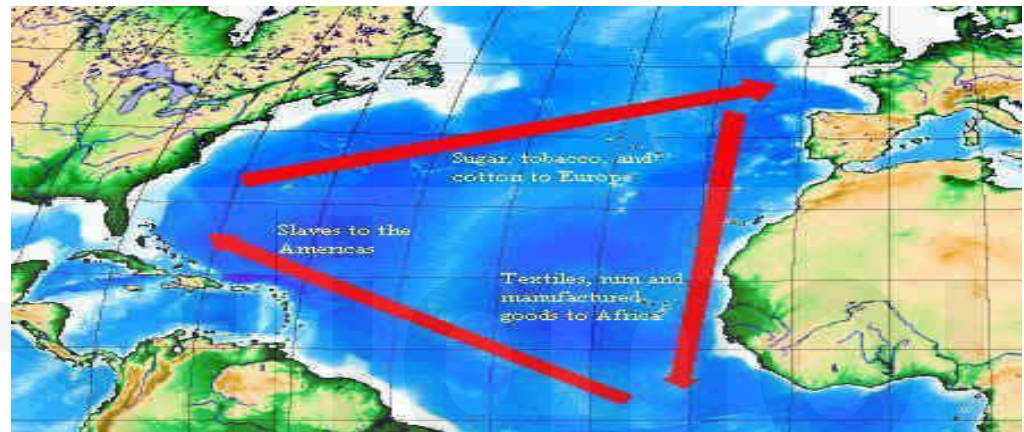 Sugar, tobacco, and
cotton to Europe
Slaves to the
Americas
Textiles, rum and
manufactured
goods to Africa